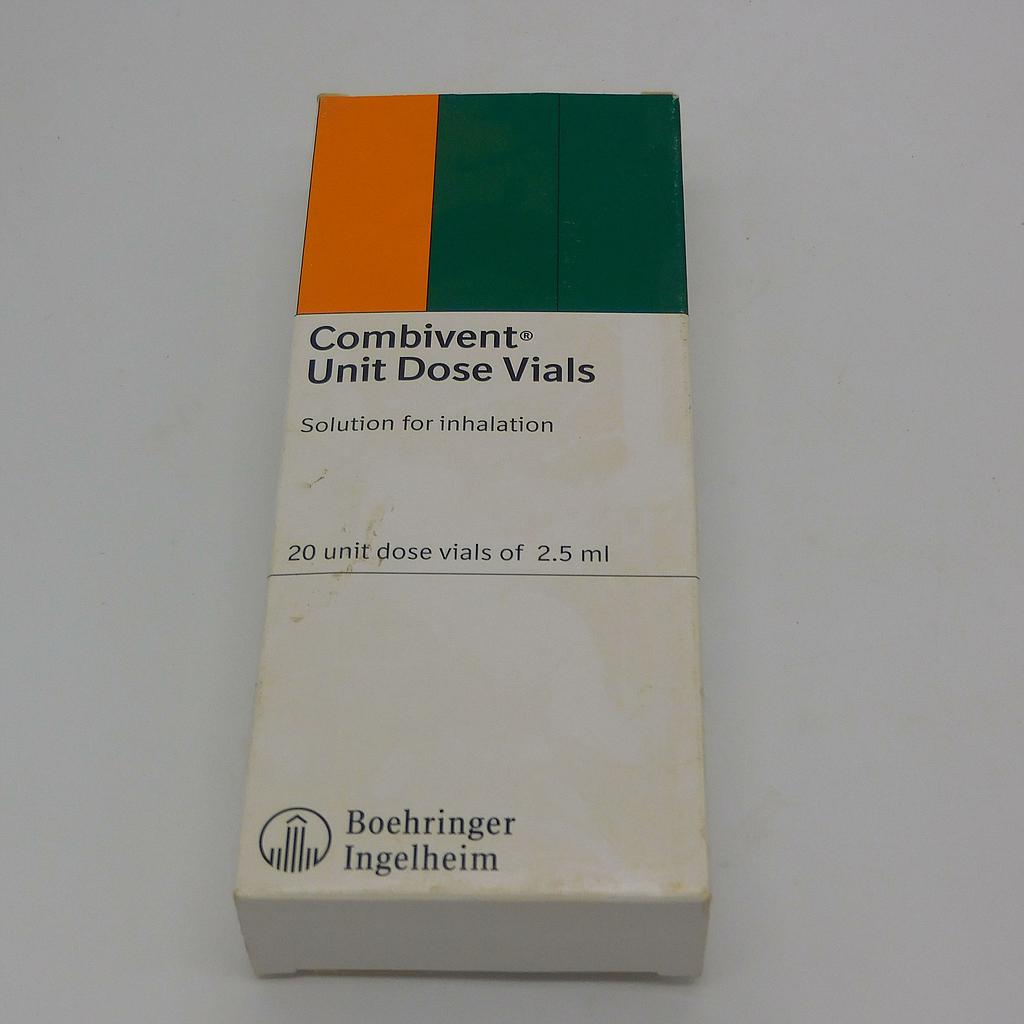 Combivent®
Unit Dose Vials
Solution for inhalation
20 unit dose vials of 2.5 ml
Boehringer
Ingelheim